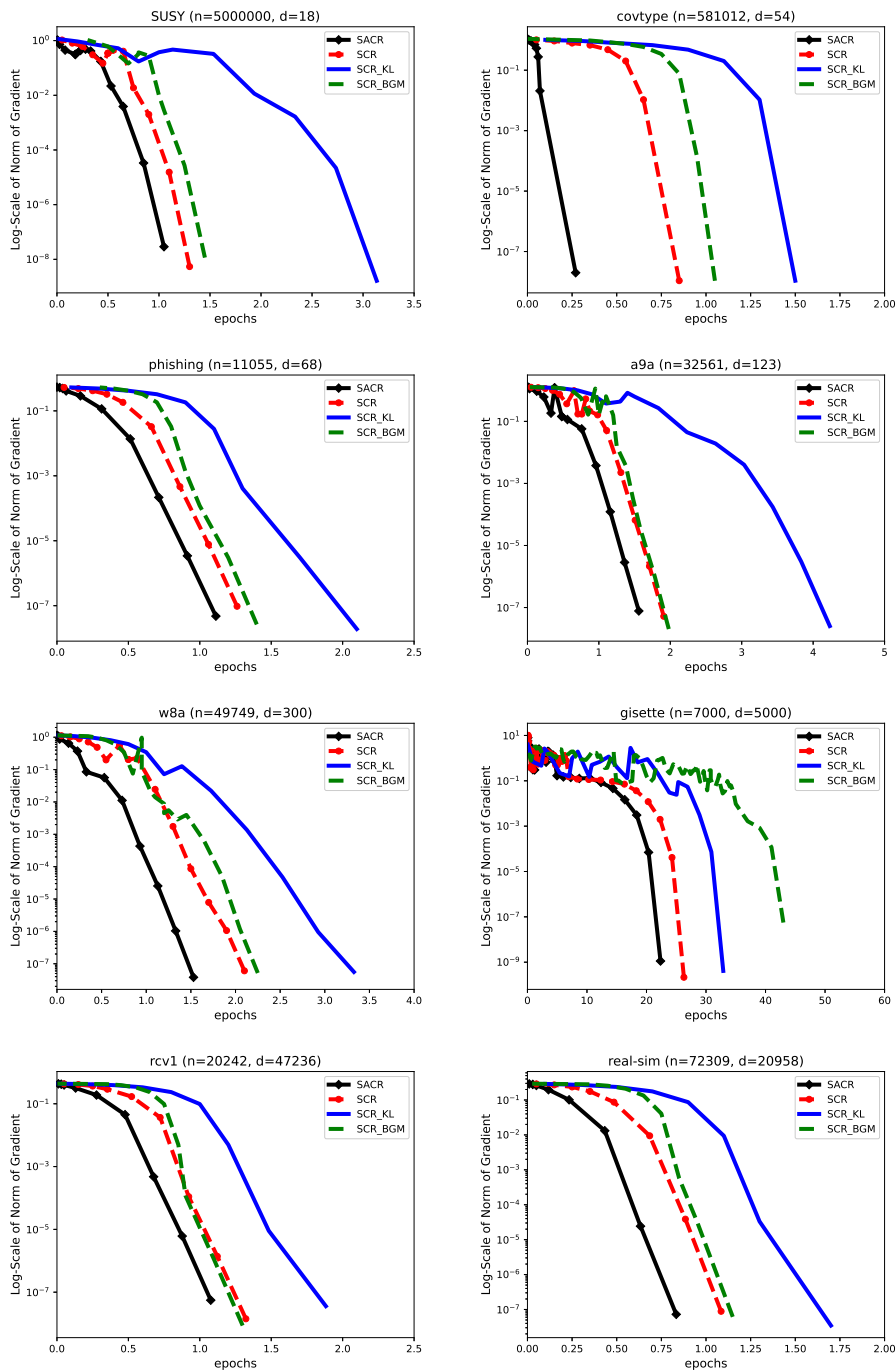 SUSY (n=5000000, d=18)
10^0
10^-2
10^-4
10^-6
10^-8
Log-Scale of Norm of Gradient
SACR
SCR
SCR_KL
SCR_BGM
0.0 0.5 1.0 1.5 2.0 2.5 3.0 3.5
epochs
covtype (n=581012, d=54)
10^-1
10^-3
10^-5
10^-7
Log-Scale of Norm of Gradient
SACR
SCR
SCR_KL
SCR_BGM
0.00 0.25 0.50 0.75 1.00 1.25 1.50 1.75 2.00
epochs
phishing (n=11055, d=68)
10^-1
10^-3
10^-5
10^-7
Log-Scale of Norm of Gradient
SACR
SCR
SCR_KL
SCR_BGM
0.0 0.5 1.0 1.5 2.0 2.5
epochs
a9a (n=32561, d=123)
10^-1
10^-3
10^-5
10^-7
Log-Scale of Norm of Gradient
SACR
SCR
SCR_KL
SCR_BGM
0 1 2 3 4 5
epochs
w8a (n=49749, d=300)
10^0
10^-1
10^-2
10^-3
10^-4
10^-5
10^-6
10^-7
Log-Scale of Norm of Gradient
SACR
SCR
SCR_KL
SCR_BGM
0.0 0.5 1.0 1.5 2.0 2.5 3.0 3.5 4.0
epochs
gisette (n=7000, d=5000)
10^1
10^-1
10^-3
10^-5
10^-7
10^-9
Log-Scale of Norm of Gradient
SACR
SCR
SCR_KL
SCR_BGM
0 10 20 30 40 50 60
epochs
rcv1 (n=20242, d=47236)
10^-1
10^-3
10^-5
10^-7
Log-Scale of Norm of Gradient
SACR
SCR
SCR_KL
SCR_BGM
0.0 0.5 1.0 1.5 2.0 2.5
epochs
real-sim (n=72309, d=20958)
10^-1
10^-2
10^-3
10^-4
10^-5
10^-6
10^-7
Log-Scale of Norm of Gradient
SACR
SCR
SCR_KL
SCR_BGM
0.00 0.25 0.50 0.75 1.00 1.25 1.50 1.75 2.00
epochs